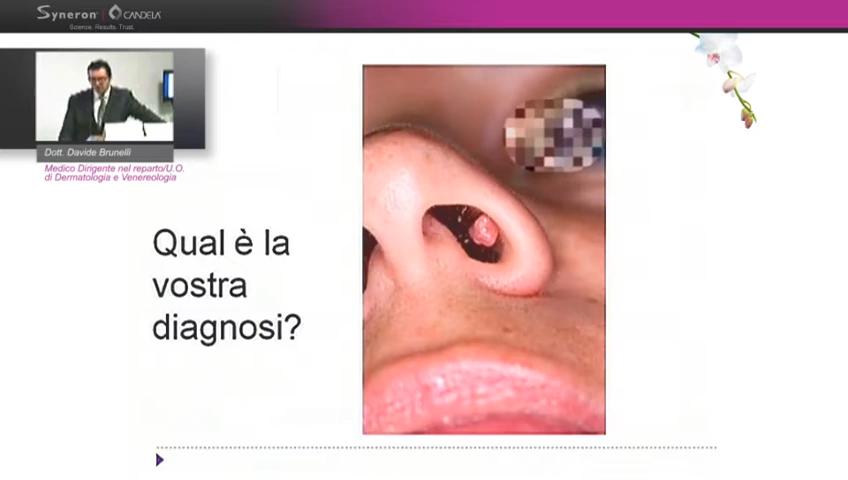 Syneron | CANDELA
Science. Results. Trust.
Dott. Davide Brunelli
Medico Dirigente nel reparto/U.O.
di Dermatologia e Venereologia
Qual è la
vostra
diagnosi?